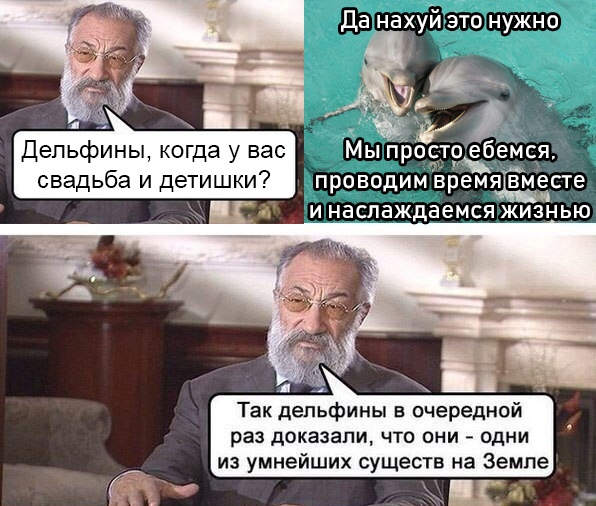 Дельфины, когда у вас
свадьба и детишки?
Да нахуй это нужно
Мы просто ебемся,
проводим время вместе
и наслаждаемся жизнью
Так дельфины в очередной
раз доказали, что они - одни
из умнейших существ на Земле